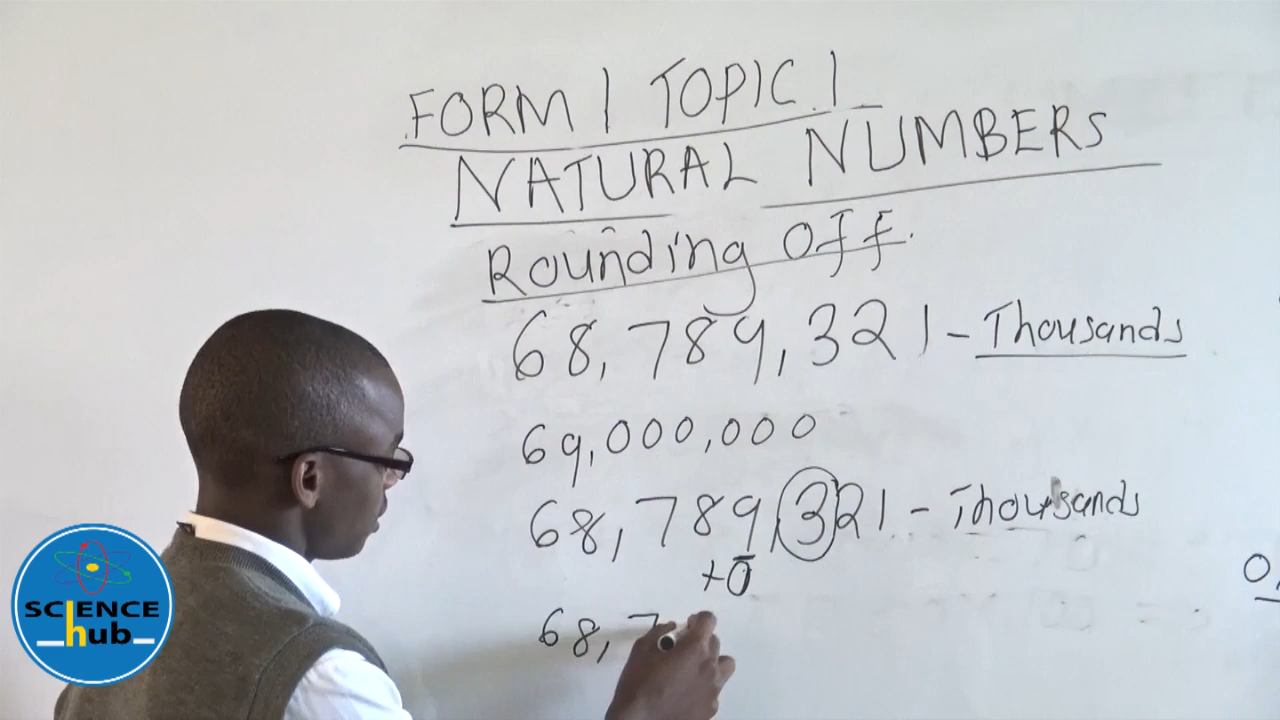 FORM 1 TOPIC 1
NATURAL NUMBERS
Rounding Off.
68,789,321 - Thousands
69,000,000
68,789,321 - Thousands
+0
68,7
0,
SCIENCE
hub